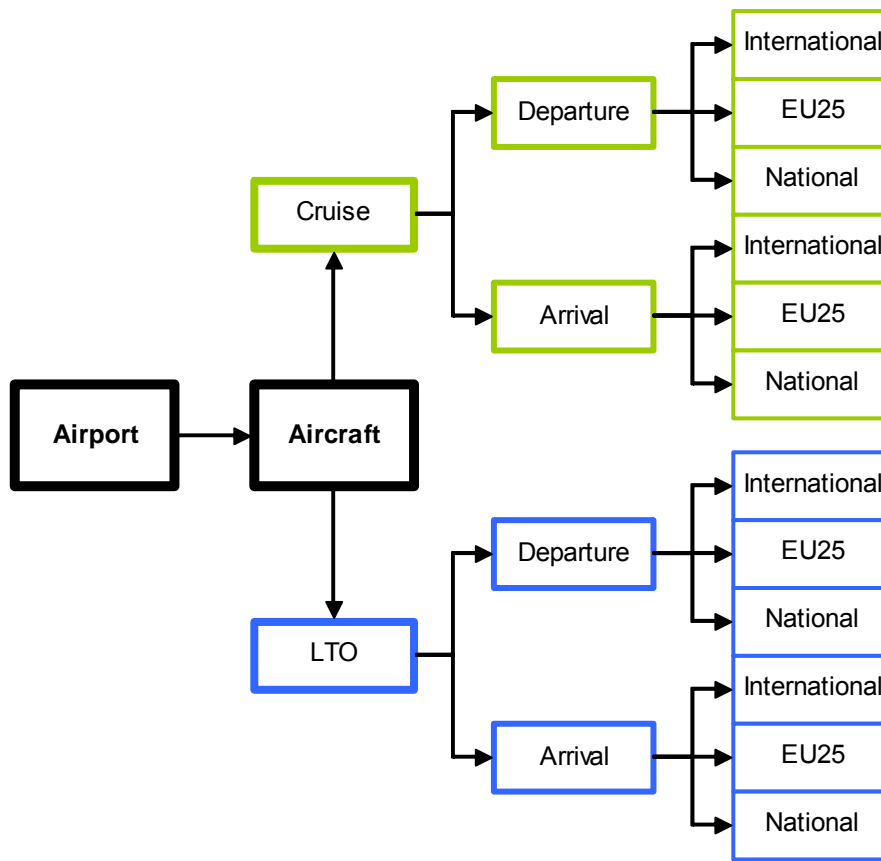 International
Departure
EU25
National
Cruise
International
Arrival
EU25
National
Airport
Aircraft
International
Departure
EU25
National
LTO
International
Arrival
EU25
National